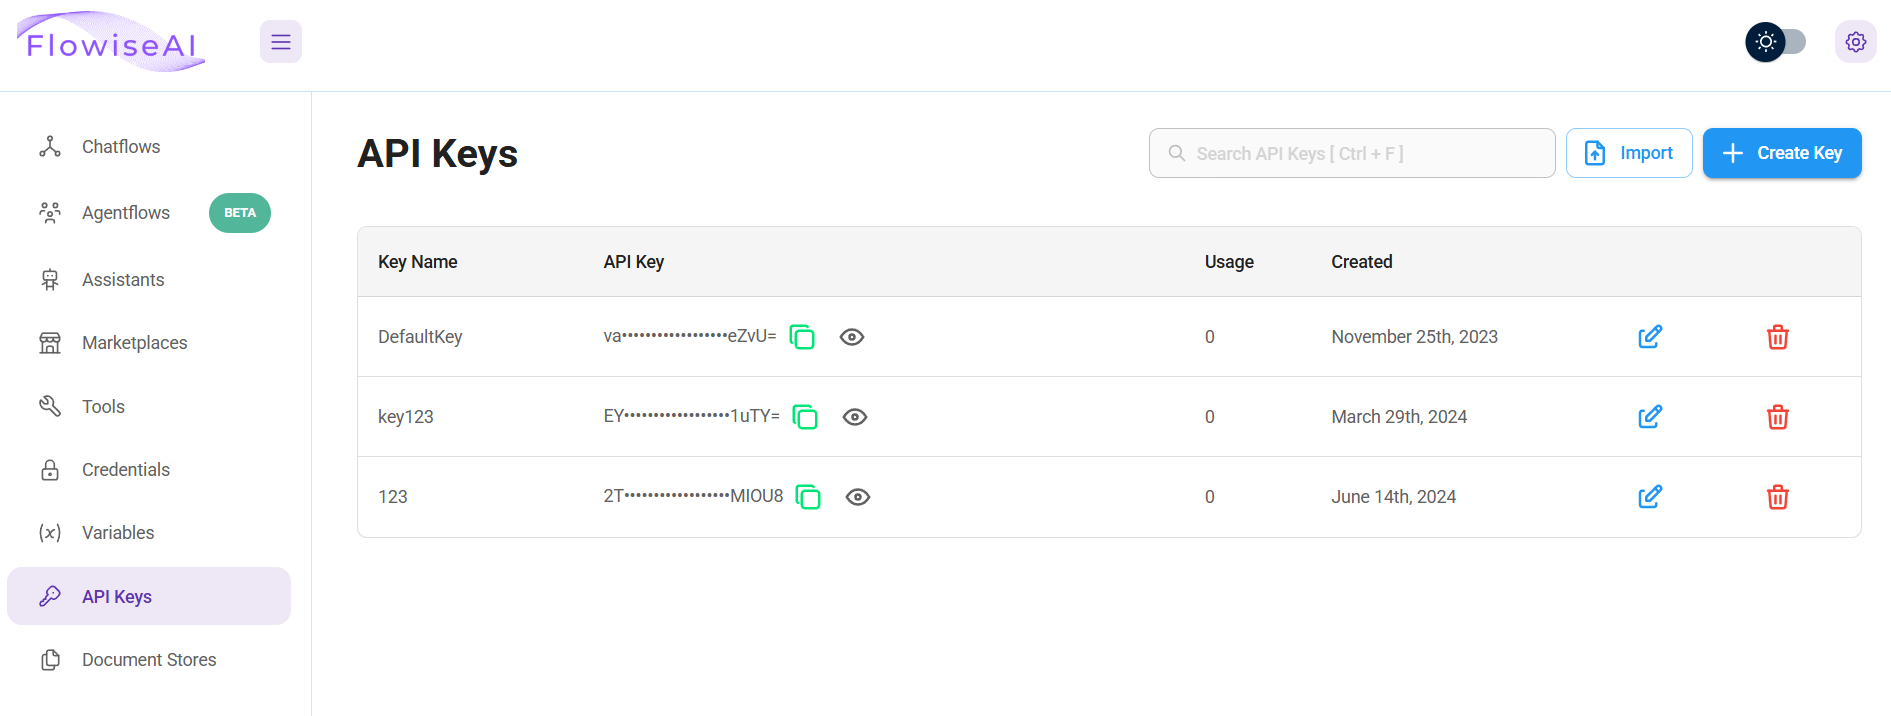 FlowiseAI
Chatflows
Agentflows BETA
Assistants
Marketplaces
Tools
Credentials
(x) Variables
API Keys
Document Stores
API Keys
Search API Keys [ Ctrl + F ]
Import
Create Key
Key Name API Key Usage Created
DefaultKey va••••••••••••••••••eZvU= 0 November 25th, 2023
key123 EY••••••••••••••••••1uTY= 0 March 29th, 2024
123 2T••••••••••••••••••MIOU8 0 June 14th, 2024